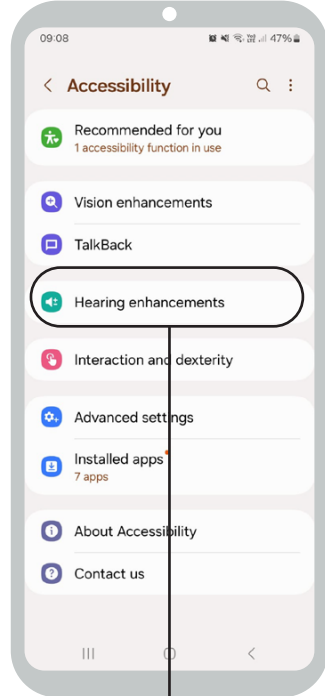 09:08 47%
Accessibility
Recommended for you
1 accessibility function in use
Vision enhancements
TalkBack
Hearing enhancements
Interaction and dexterity
Advanced settings
Installed apps
7 apps
About Accessibility
Contact us